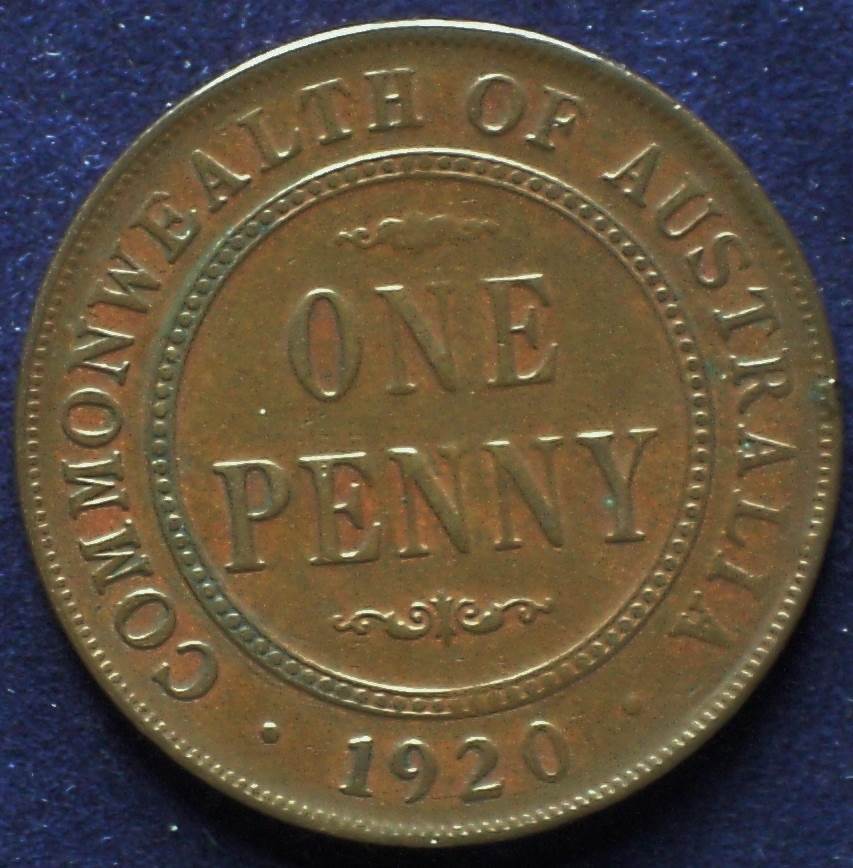 COMMONWEALTH OF AUSTRALIA
ONE
PENNY
· 1920 ·